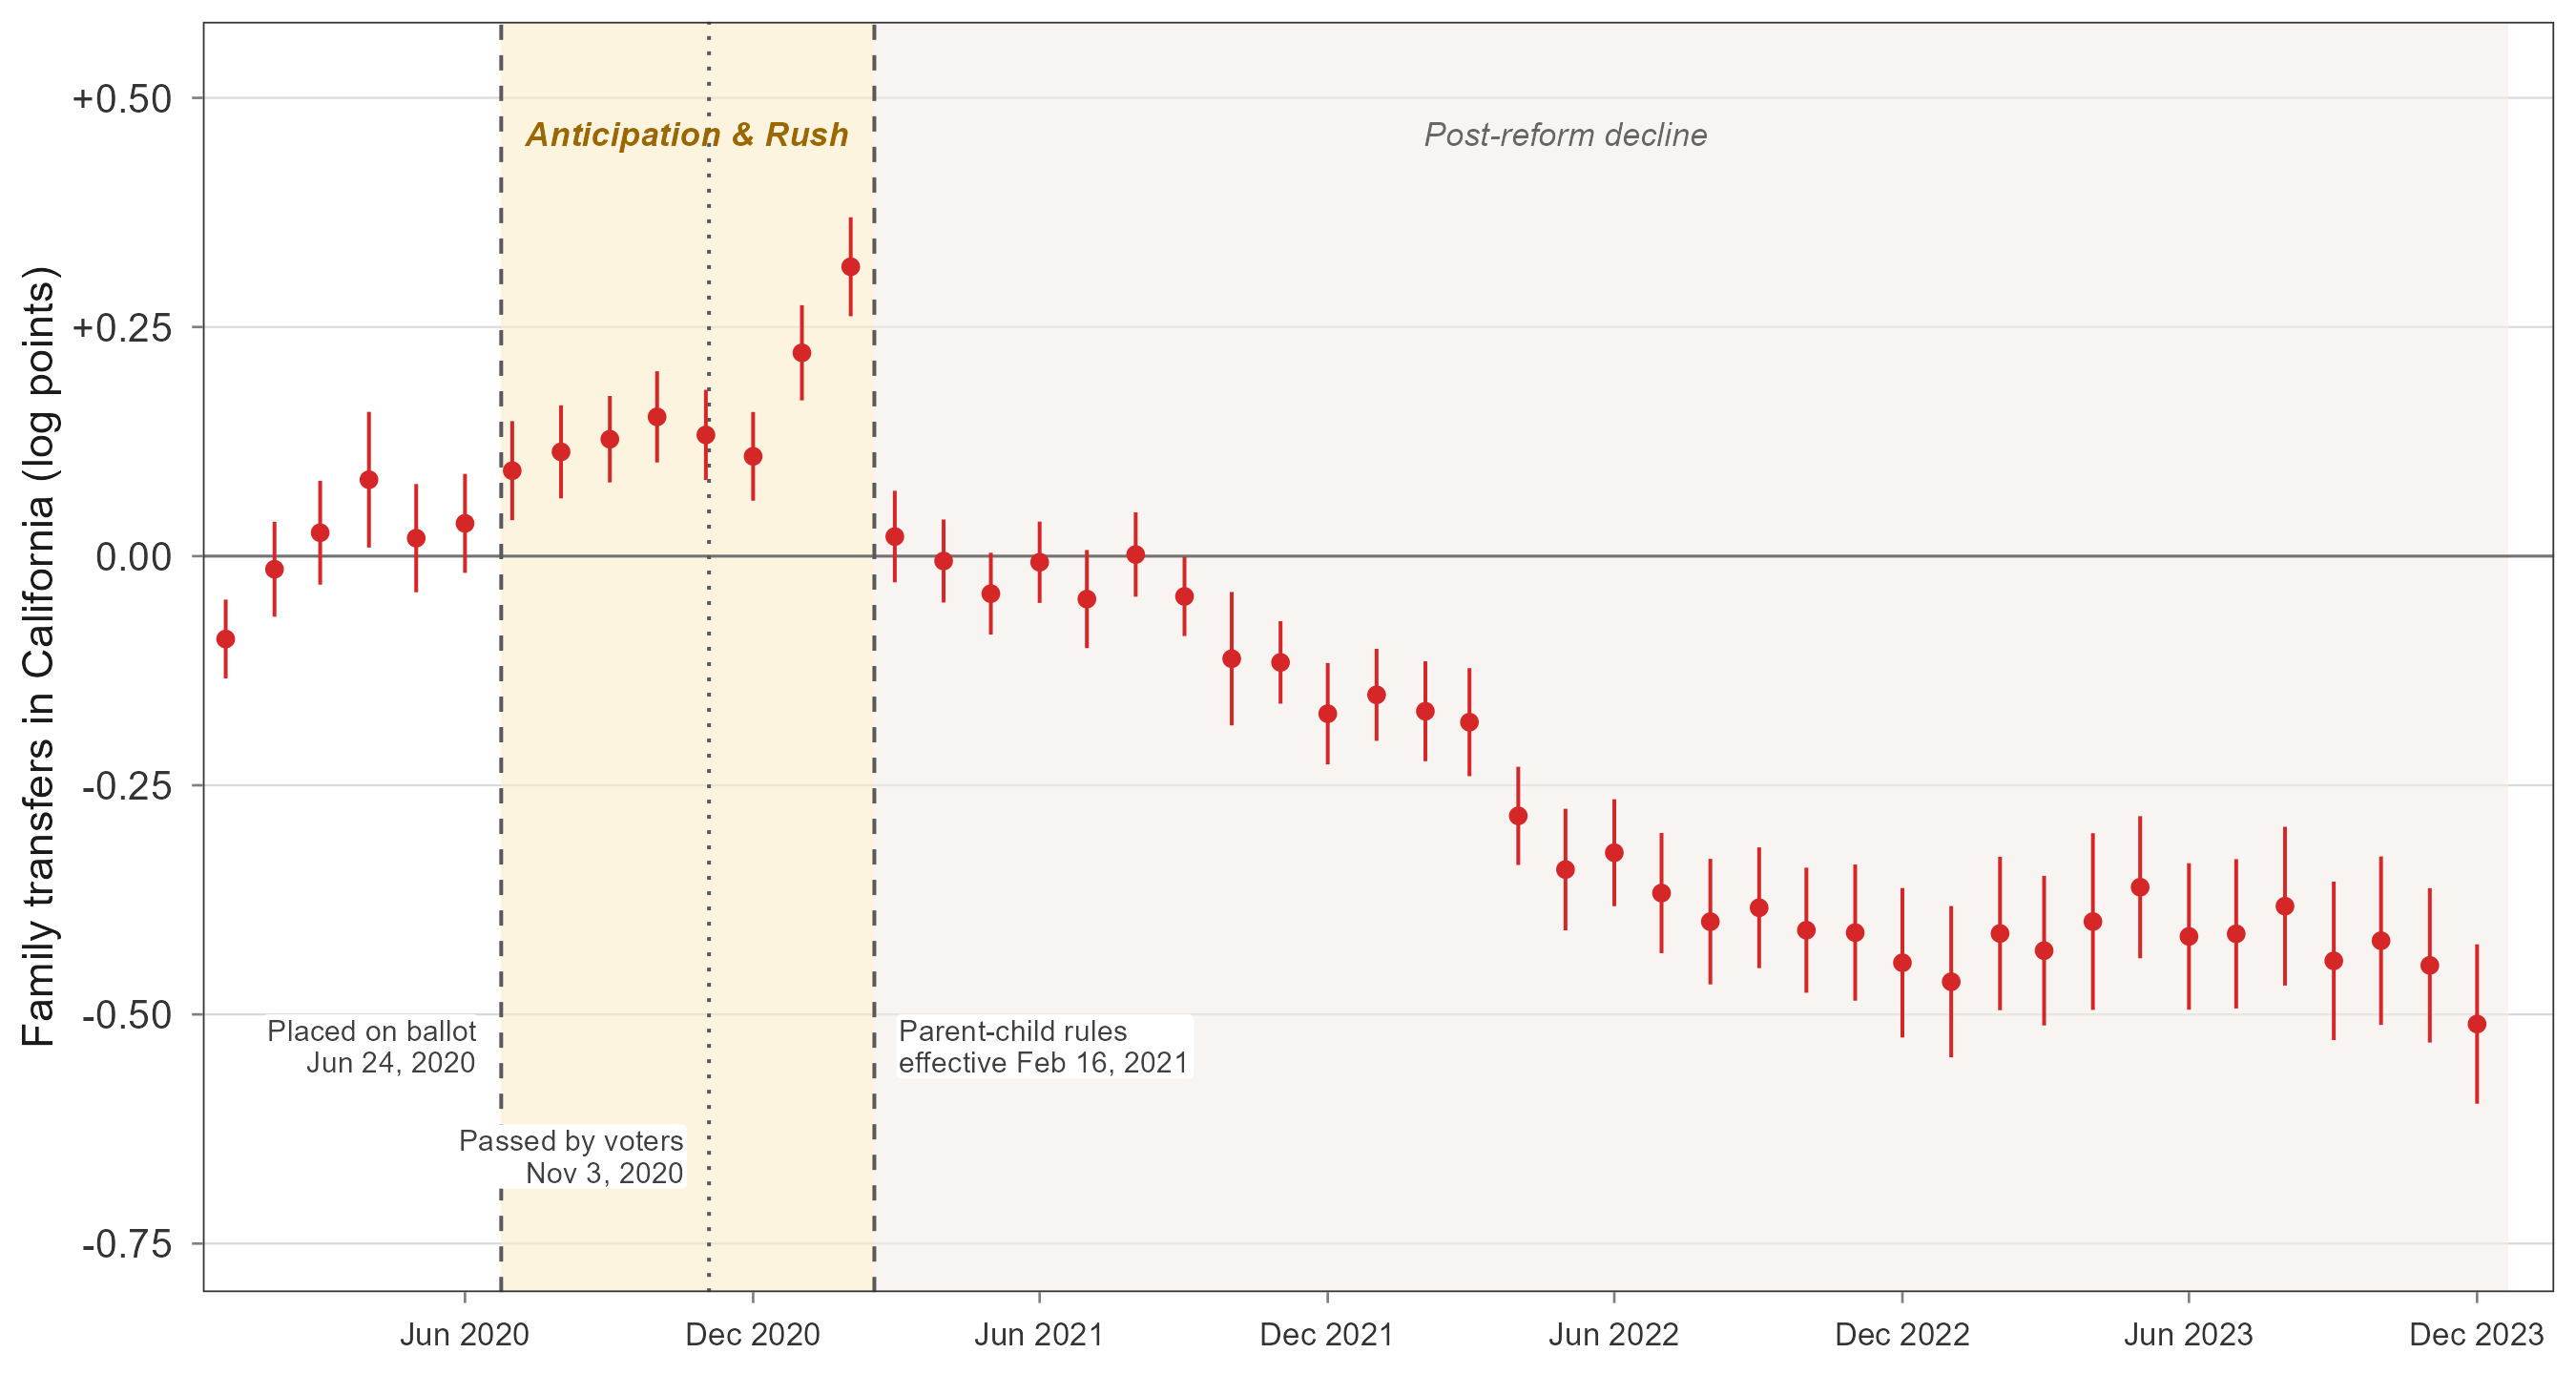 Family transfers in California (log points)
+0.50
+0.25
0.00
-0.25
-0.50
-0.75
Anticipation & Rush
Post-reform decline
Placed on ballot
Jun 24, 2020
Parent-child rules
effective Feb 16, 2021
Passed by voters
Nov 3, 2020
Jun 2020
Dec 2020
Jun 2021
Dec 2021
Jun 2022
Dec 2022
Jun 2023
Dec 2023